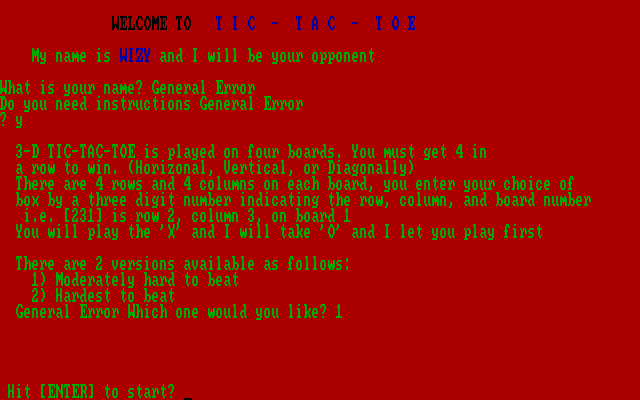 WELCOME TO T I C - T A C - T O E
My name is WIZY and I will be your opponent
What is your name? General Error
Do you need instructions General Error
? y
3-D TIC-TAC-TOE is played on four boards. You must get 4 in
a row to win. (Horizonal, Vertical, or Diagonally)
There are 4 rows and 4 columns on each board, you enter your choice of
box by a three digit number indicating the row, column, and board number
i.e. [231] is row 2, column 3, on board 1
You will play the 'X' and I will take 'O' and I let you play first
There are 2 versions available as follows:
1) Moderately hard to beat
2) Hardest to beat
General Error Which one would you like? 1
Hit [ENTER] to start? _